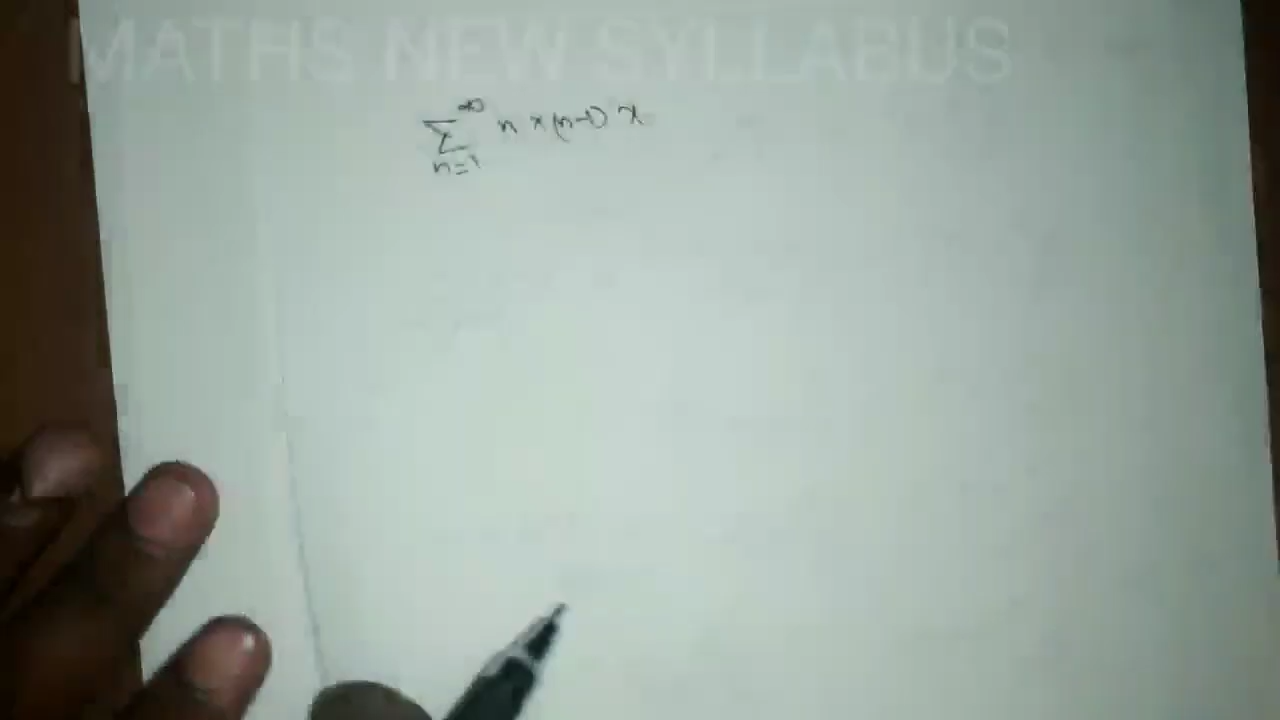 MATHS NEW SYLLABUS
∞
∑ n × (n-1) x
n=1